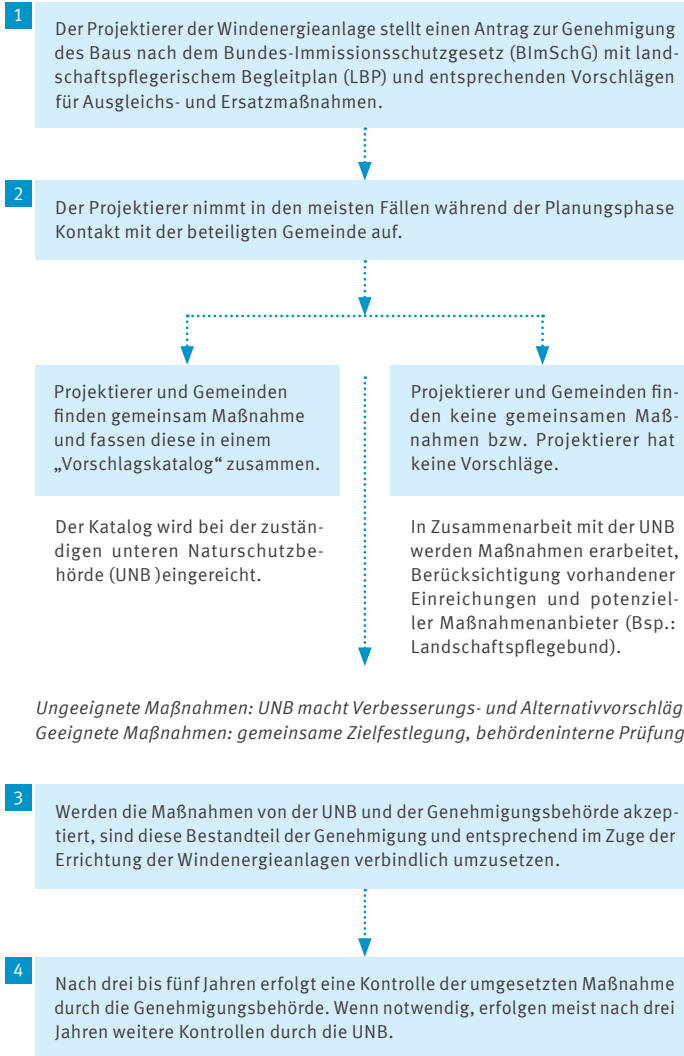 1
Der Projektierer der Windenergieanlage stellt einen Antrag zur Genehmigung
des Baus nach dem Bundes-Immissionsschutzgesetz (BImSchG) mit land-
schaftspflegerischem Begleitplan (LBP) und entsprechenden Vorschlägen
für Ausgleichs- und Ersatzmaßnahmen.
2
Der Projektierer nimmt in den meisten Fällen während der Planungsphase
Kontakt mit der beteiligten Gemeinde auf.
Projektierer und Gemeinden
finden gemeinsam Maßnahme
und fassen diese in einem
„Vorschlagskatalog“ zusammen.
Der Katalog wird bei der zustän-
digen unteren Naturschutzbe-
hörde (UNB )eingereicht.
Projektierer und Gemeinden fin-
den keine gemeinsamen Maß-
nahmen bzw. Projektierer hat
keine Vorschläge.
In Zusammenarbeit mit der UNB
werden Maßnahmen erarbeitet,
Berücksichtigung vorhandener
Einreichungen und potenziel-
ler Maßnahmenanbieter (Bsp.:
Landschaftspflegebund).
Ungeeignete Maßnahmen: UNB macht Verbesserungs- und Alternativvorschläg
Geeignete Maßnahmen: gemeinsame Zielfestlegung, behördeninterne Prüfung
3
Werden die Maßnahmen von der UNB und der Genehmigungsbehörde akzep-
tiert, sind diese Bestandteil der Genehmigung und entsprechend im Zuge der
Errichtung der Windenergieanlagen verbindlich umzusetzen.
4
Nach drei bis fünf Jahren erfolgt eine Kontrolle der umgesetzten Maßnahme
durch die Genehmigungsbehörde. Wenn notwendig, erfolgen meist nach drei
Jahren weitere Kontrollen durch die UNB.